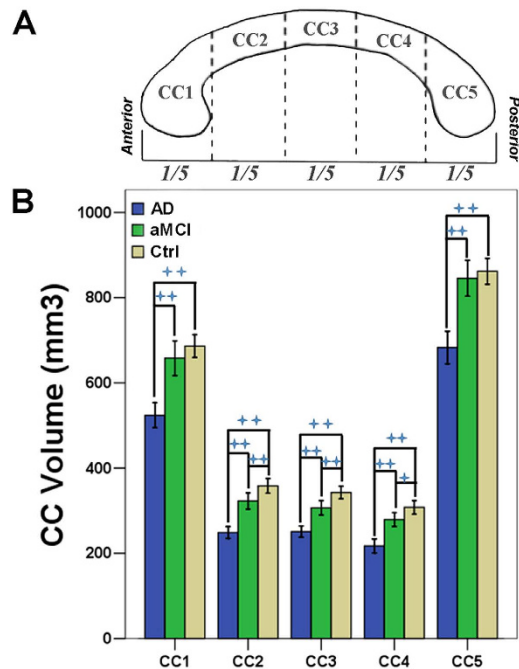 A
CC1
CC2
CC3
CC4
CC5
Anterior
Posterior
1/5 1/5 1/5 1/5 1/5
B
AD
aMCI
Ctrl
CC Volume (mm3)
1000
800
600
400
200
0
++
++
++
++
++
++
++
++
++
++
+
++
++
CC1 CC2 CC3 CC4 CC5